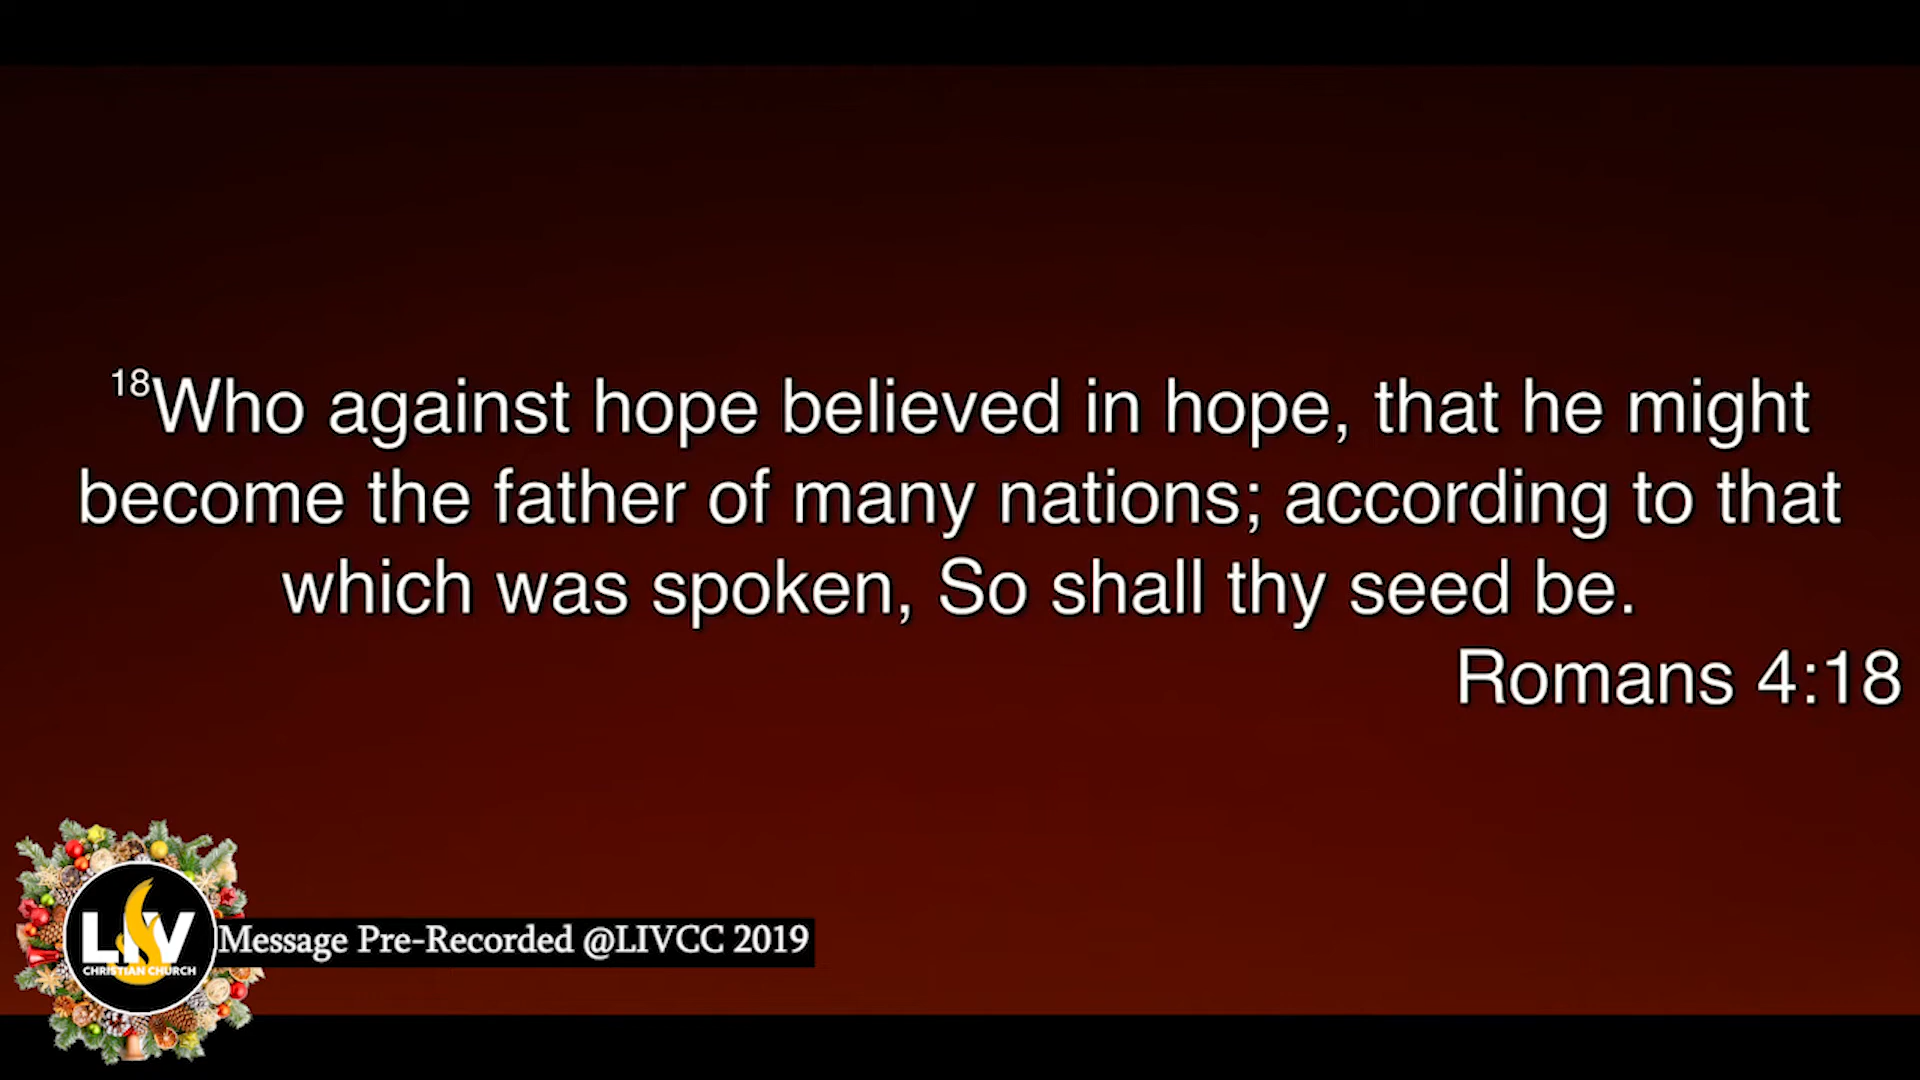 18Who against hope believed in hope, that he might
become the father of many nations; according to that
which was spoken, So shall thy seed be.
Romans 4:18
LIV
CHRISTIAN CHURCH
Message Pre-Recorded @LIVCC 2019